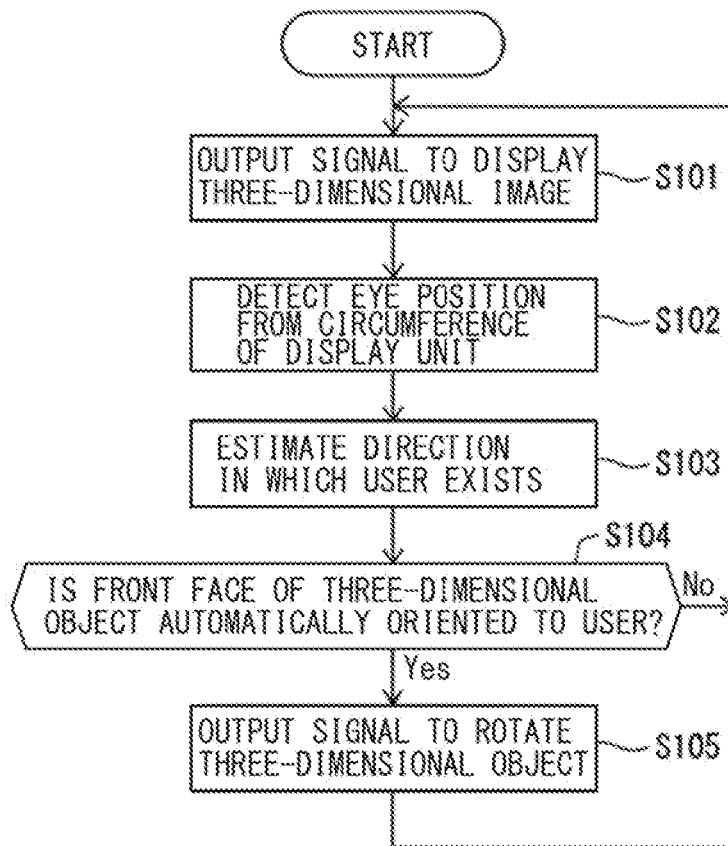 START
OUTPUT SIGNAL TO DISPLAY
THREE-DIMENSIONAL IMAGE
S101
DETECT EYE POSITION
FROM CIRCUMFERENCE
OF DISPLAY UNIT
S102
ESTIMATE DIRECTION
IN WHICH USER EXISTS
S103
S104
IS FRONT FACE OF THREE-DIMENSIONAL
OBJECT AUTOMATICALLY ORIENTED TO USER?
No
Yes
OUTPUT SIGNAL TO ROTATE
THREE-DIMENSIONAL OBJECT
S105